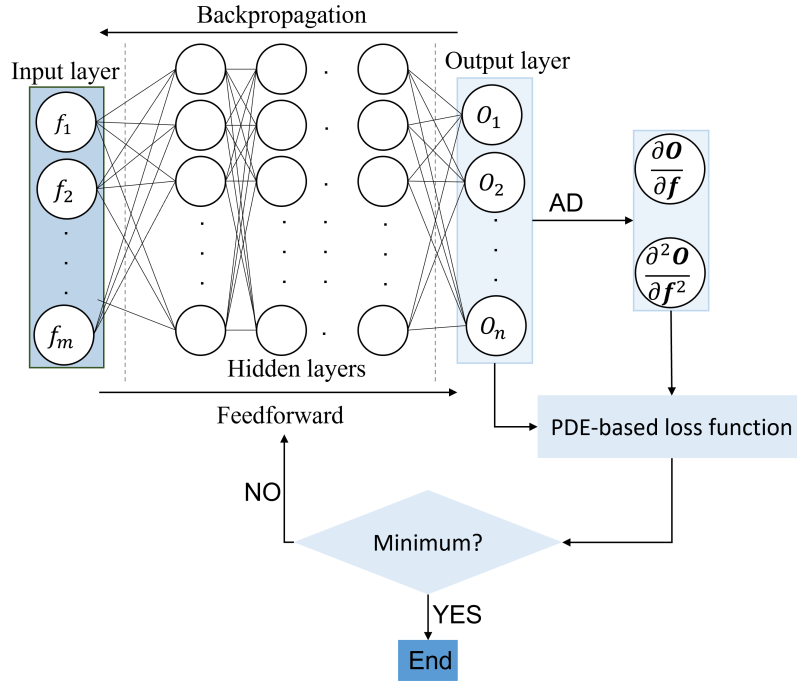 Backpropagation
Input layer
Output layer
f₁
f₂
fₘ
O₁
O₂
Oₙ
AD
∂O
∂f
∂²O
∂f²
Hidden layers
Feedforward
PDE-based loss function
NO
Minimum?
YES
End